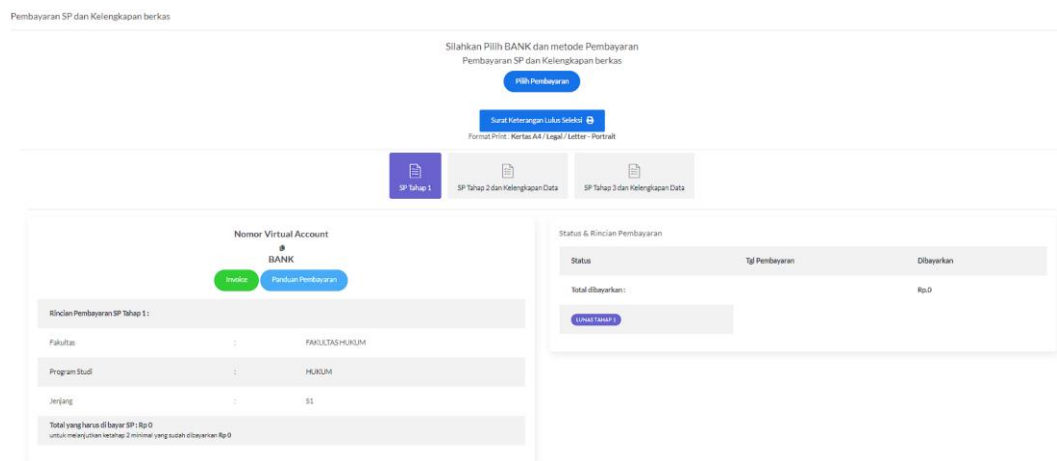 Pembayaran SP dan Kelengkapan berkas
Silahkan Pilih BANK dan metode Pembayaran
Pembayaran SP dan Kelengkapan berkas
Pilih Pembayaran
Surat Keterangan Lulus Seleksi
Format Print : Kertas A4 / Legal / Letter - Portrait
SP Tahap 1
SP Tahap 2 dan Kelengkapan Data
SP Tahap 3 dan Kelengkapan Data
Nomor Virtual Account
BANK
Invoice
Panduan Pembayaran
Rincian Pembayaran SP Tahap 1 :
Fakultas : FAKULTAS HUKUM
Program Studi : HUKUM
Jenjang : S1
Total yang harus di bayar SP : Rp 0
untuk melanjutkan ketahap 2 minimal yang sudah dibayarkan Rp 0
Status & Rincian Pembayaran
Status Tgl Pembayaran Dibayarkan
Total dibayarkan : Rp.0
LUNAS TAHAP 1